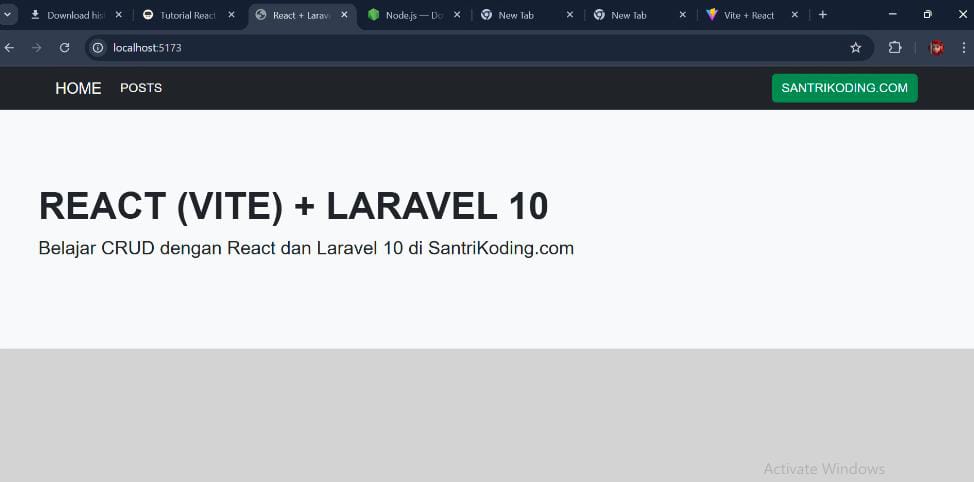 Download hist
Tutorial React
React + Larav
Node.js — Do
New Tab
New Tab
Vite + React
localhost:5173
HOME
POSTS
SANTRIKODING.COM
REACT (VITE) + LARAVEL 10
Belajar CRUD dengan React dan Laravel 10 di SantriKoding.com
Activate Windows